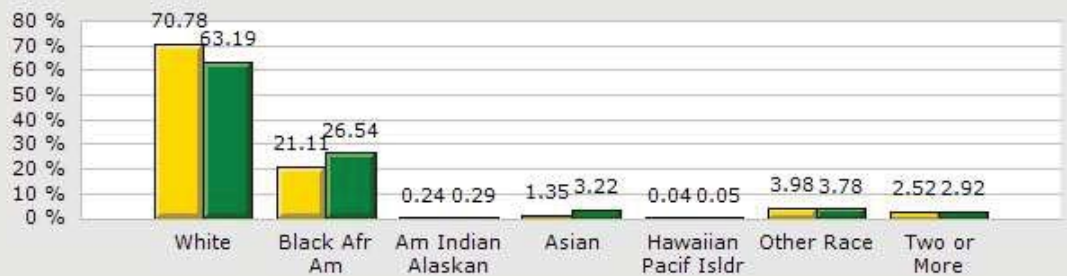 80 %
70 %
60 %
50 %
40 %
30 %
20 %
10 %
0 %
70.78
63.19
21.11
26.54
0.24
0.29
1.35
3.22
0.04
0.05
3.98
3.78
2.52
2.92
White
Black Afr
Am
Am Indian
Alaskan
Asian
Hawaiian
Pacif Isldr
Other Race
Two or
More